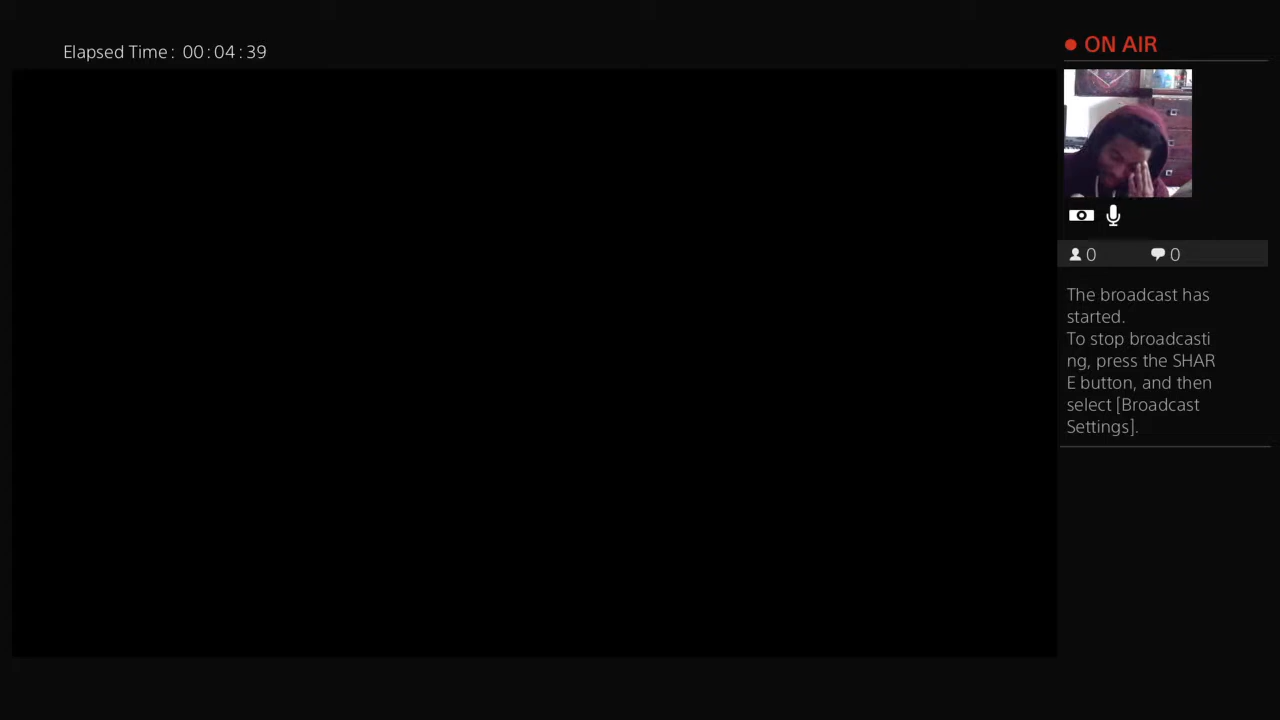 Elapsed Time: 00:04:39
ON AIR
0 0
The broadcast has
started.
To stop broadcasti
ng, press the SHAR
E button, and then
select [Broadcast
Settings].